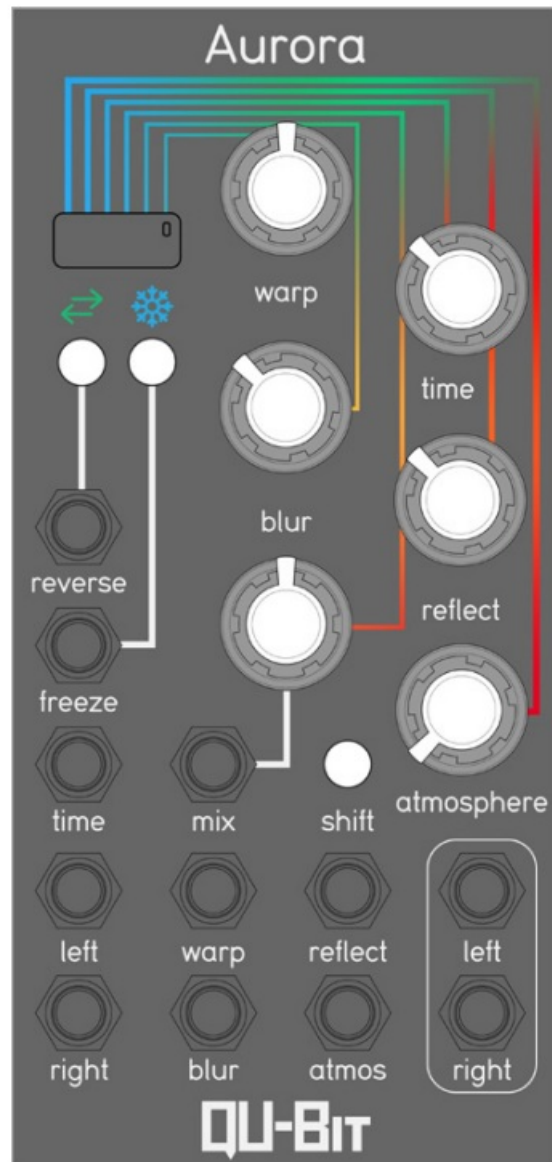 Aurora
warp
time
blur
reverse
reflect
freeze
time mix shift atmosphere
left warp reflect left
right blur atmos right
QU-BIT